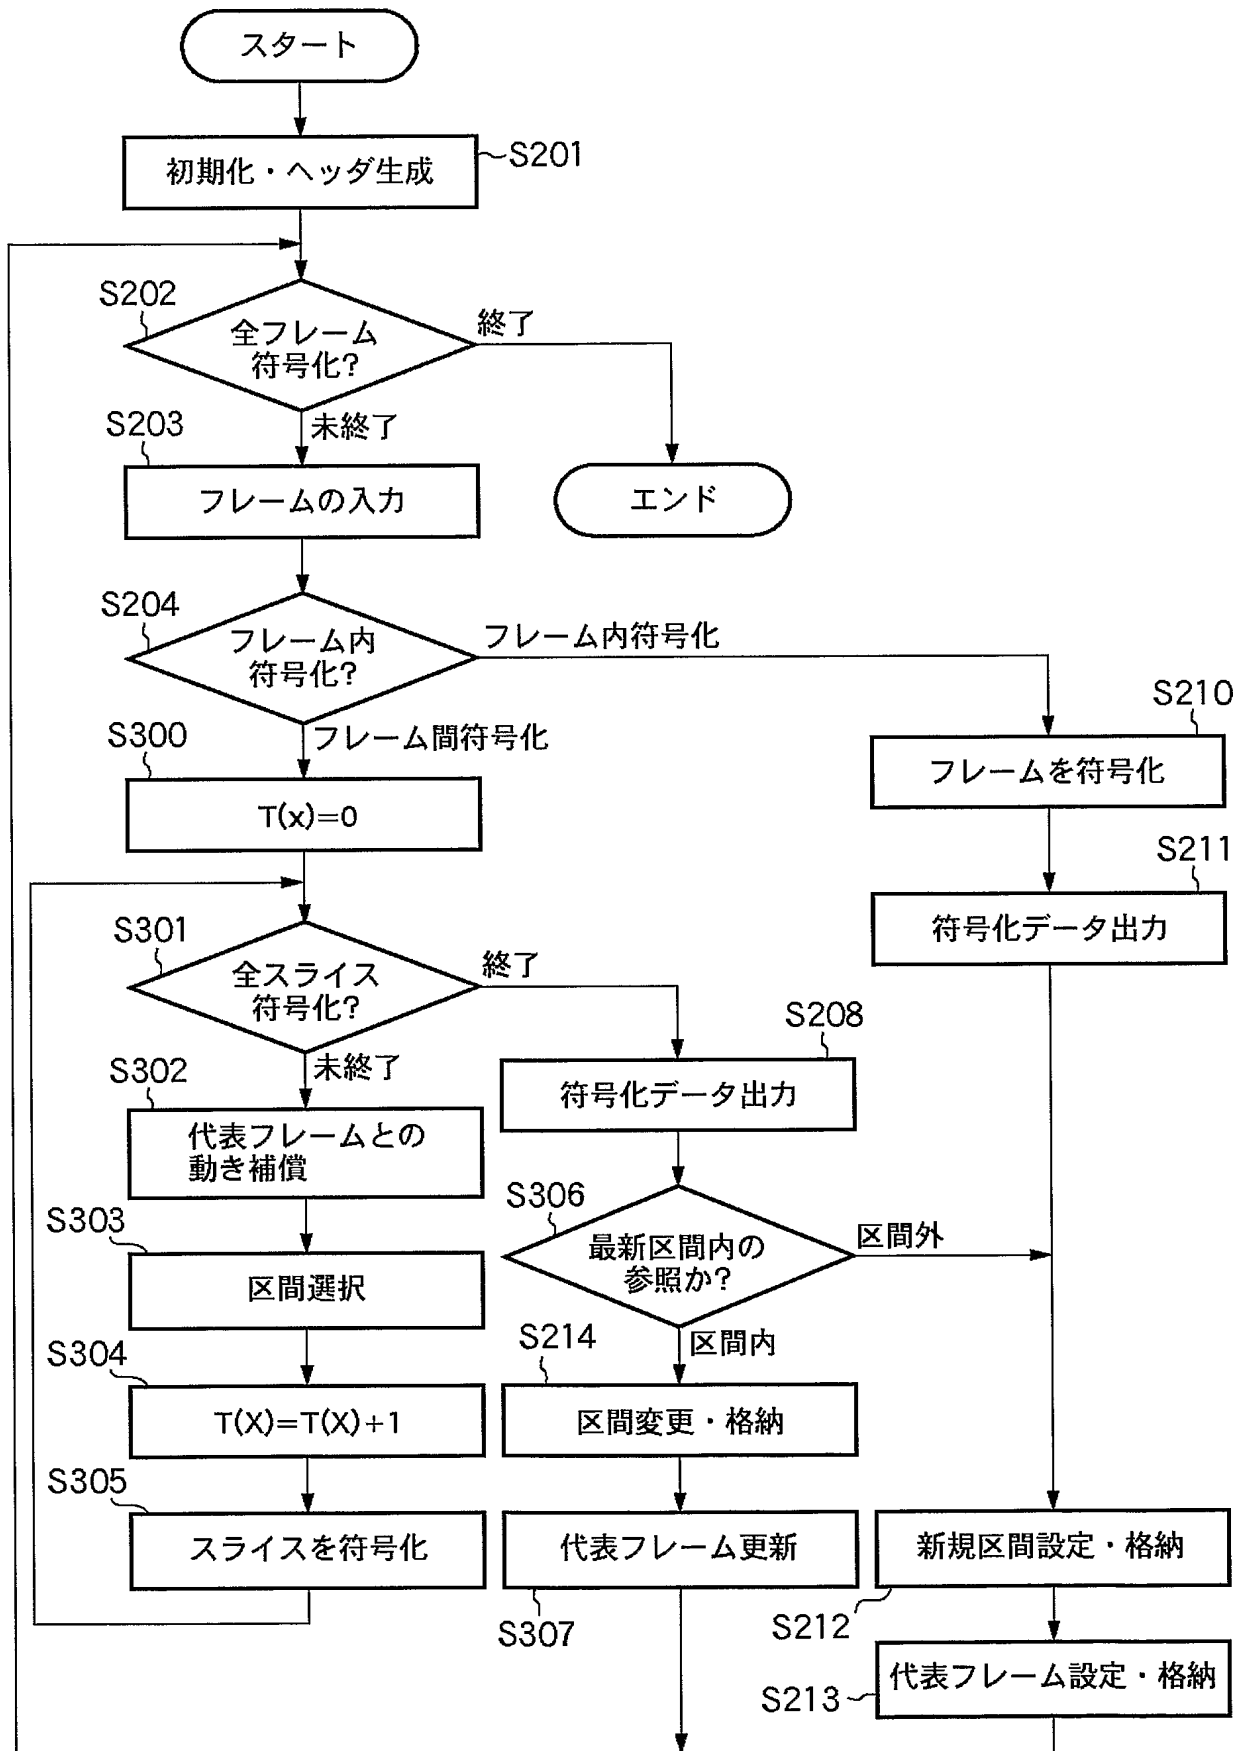 スタート
初期化・ヘッダ生成
S201
S202
全フレーム
符号化?
終了
未終了
S203
フレームの入力
エンド
S204
フレーム内
符号化?
フレーム内符号化
フレーム間符号化
S210
フレームを符号化
S300
T(x)=0
S211
符号化データ出力
S301
全スライス
符号化?
終了
未終了
S208
符号化データ出力
S302
代表フレームとの
動き補償
S303
区間選択
S306
最新区間内の
参照か?
区間外
区間内
S304
T(X)=T(X)+1
S214
区間変更・格納
S305
スライスを符号化
代表フレーム更新
S307
新規区間設定・格納
S212
代表フレーム設定・格納
S213